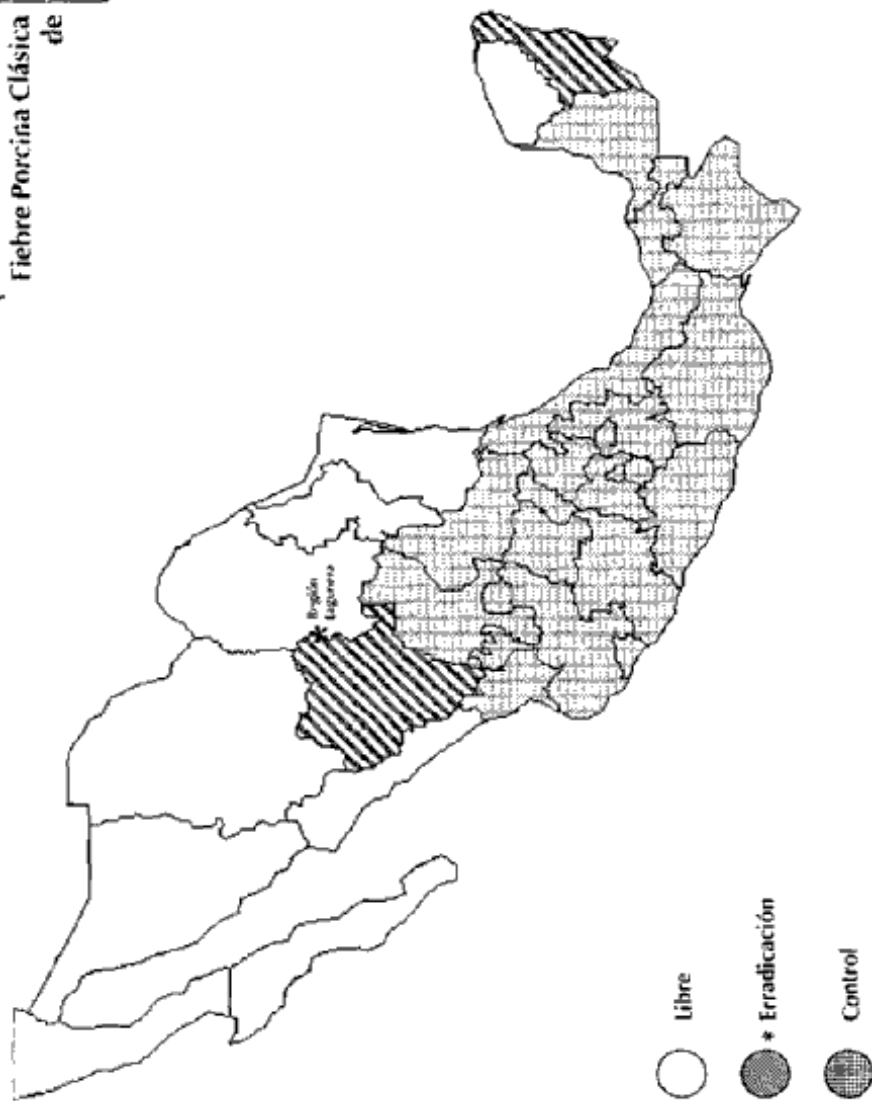 Fiebre Porcina Clásica
de
Región
Lagunera
Libre
* Erradicación
Control